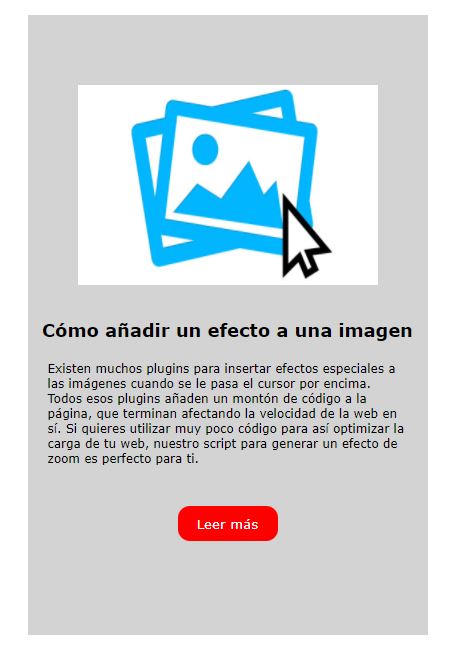 Cómo añadir un efecto a una imagen
Existen muchos plugins para insertar efectos especiales a
las imágenes cuando se le pasa el cursor por encima.
Todos esos plugins añaden un montón de código a la
página, que terminan afectando la velocidad de la web en
sí. Si quieres utilizar muy poco código para así optimizar la
carga de tu web, nuestro script para generar un efecto de
zoom es perfecto para ti.
Leer más